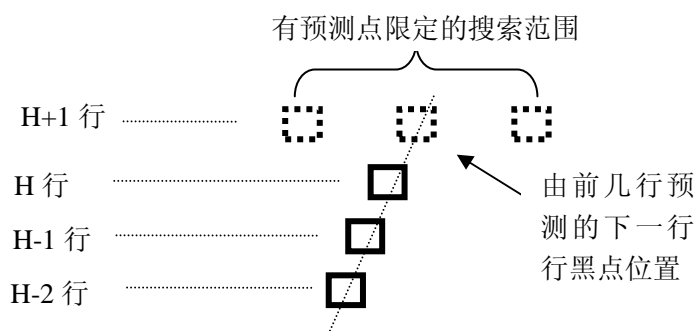 有预测点限定的搜索范围
H+1 行
H 行
由前几行预
测的下一行
行黑点位置
H-1 行
H-2 行